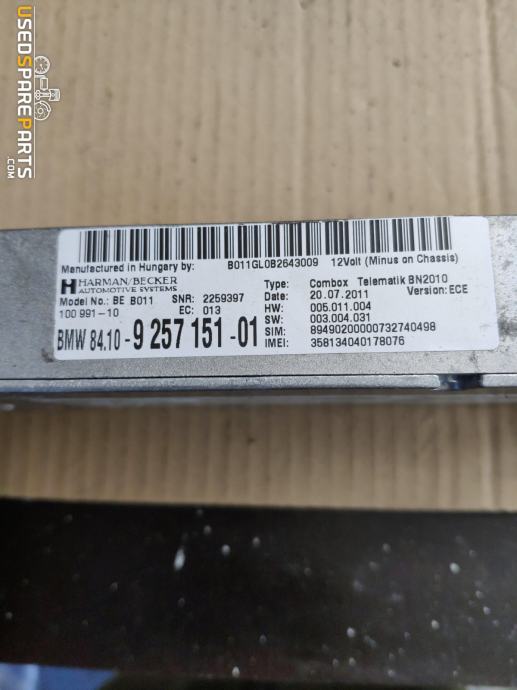 USEDSPAREPARTS
.COM
B011GL0B2643009
Manufactured in Hungary by:
12Volt (Minus on Chassis)
HARMAN/BECKER
AUTOMOTIVE SYSTEMS
Type: Combox Telematik BN2010
Model No.: BE B011 SNR: 2259397
Date: 20.07.2011 Version: ECE
100 991-10 EC: 013
HW: 005.011.004
SW: 003.004.031
BMW 84.10 - 9 257 151 - 01
SIM: 89490200000732740498
IMEI: 358134040178076